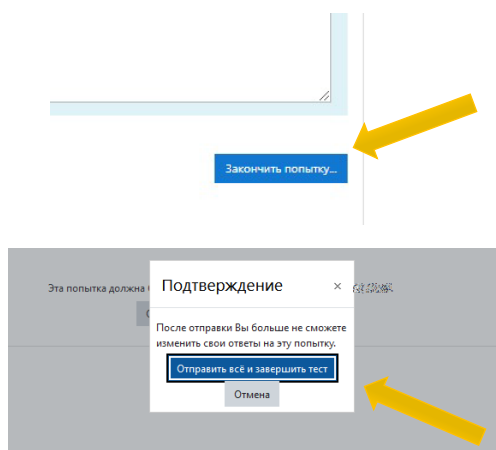 Закончить попытку...
Эта попытка должна
Подтверждение ×
После отправки Вы больше не сможете
изменить свои ответы на эту попытку.
Отправить всё и завершить тест
Отмена